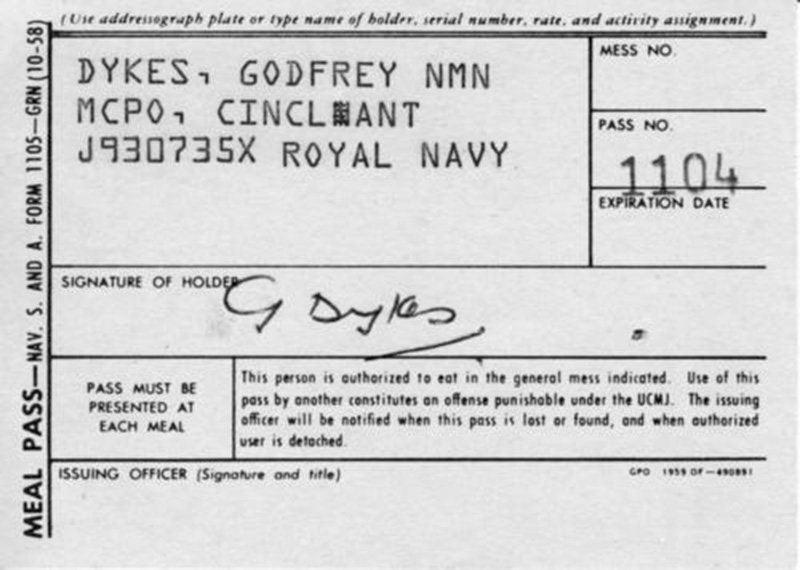 (Use addressograph plate or type name of holder, serial number, rate, and activity assignment.)
DYKES, GODFREY NMN
MCPO, CINCL ANT
J930735X ROYAL NAVY
MESS NO.
PASS NO.
1104
EXPIRATION DATE
SIGNATURE OF HOLDER
G Dykes
PASS MUST BE
PRESENTED AT
EACH MEAL
This person is authorized to eat in the general mess indicated. Use of this
pass by another constitutes an offense punishable under the UCMJ. The issuing
officer will be notified when this pass is lost or found, and when authorized
user is detached.
ISSUING OFFICER (Signature and title)
GPO 1959 OF—490891
MEAL PASS—NAV. S. AND A. FORM 1105—GRN (10-58)